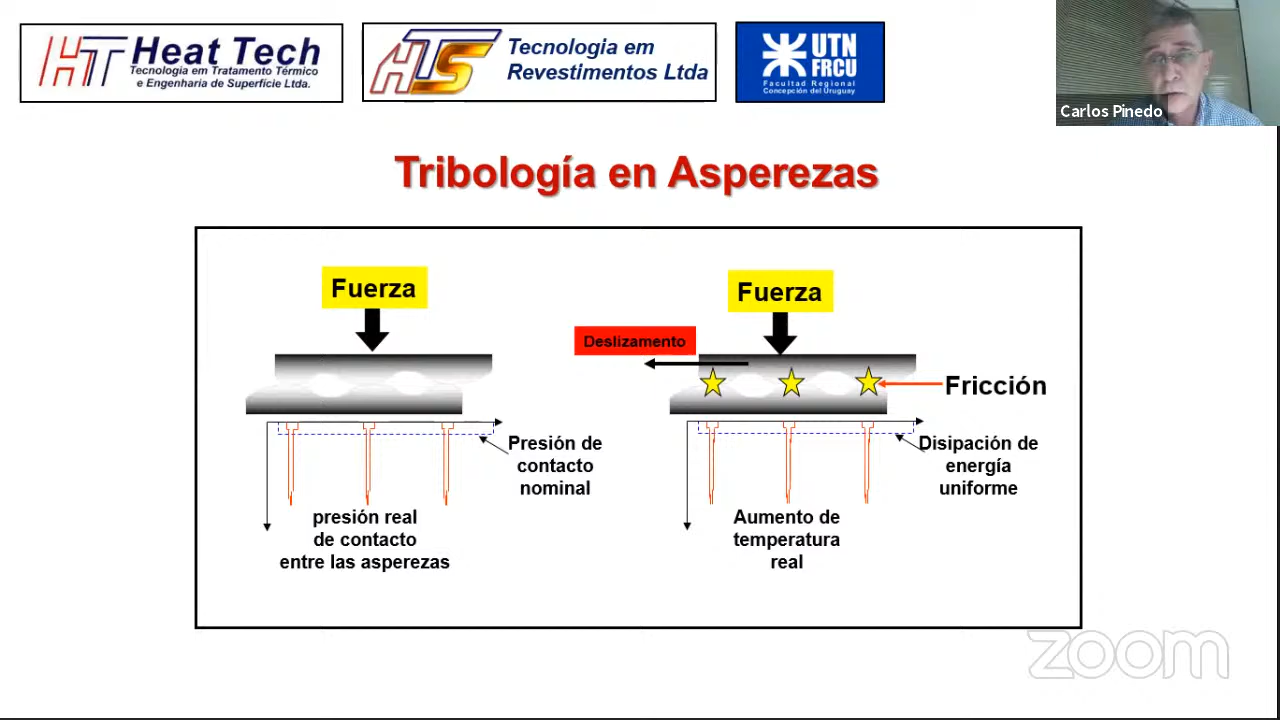 Heat Tech
Tecnologia em Tratamento Térmico
e Engenharia de Superfície Ltda.
HTS
Tecnologia em
Revestimentos Ltda
UTN
FRCU
Facultad Regional
Concepción del Uruguay
Carlos Pinedo
Tribología en Asperezas
Fuerza
Fuerza
Deslizamento
Fricción
Presión de
contacto
nominal
Disipación de
energía
uniforme
presión real
de contacto
entre las asperezas
Aumento de
temperatura
real
zoom